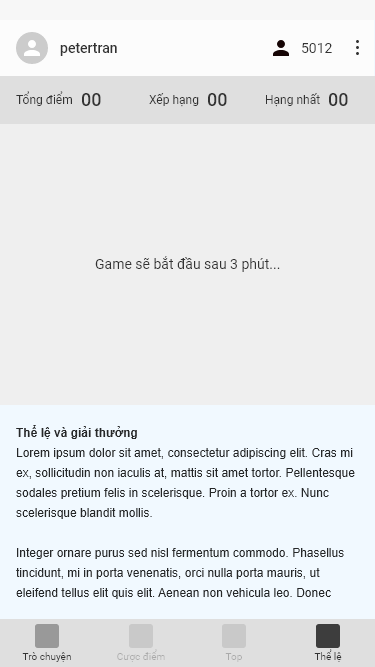 petertran 5012
Tổng điểm 00 Xếp hạng 00 Hạng nhất 00
Game sẽ bắt đầu sau 3 phút...
Thể lệ và giải thưởng
Lorem ipsum dolor sit amet, consectetur adipiscing elit. Cras mi
ex, sollicitudin non iaculis at, mattis sit amet tortor. Pellentesque
sodales pretium felis in scelerisque. Proin a tortor ex. Nunc
scelerisque blandit mollis.
Integer ornare purus sed nisl fermentum commodo. Phasellus
tincidunt, mi in porta venenatis, orci nulla porta mauris, ut
eleifend tellus elit quis elit. Aenean non vehicula leo. Donec
Trò chuyện Cược điểm Top Thể lệ